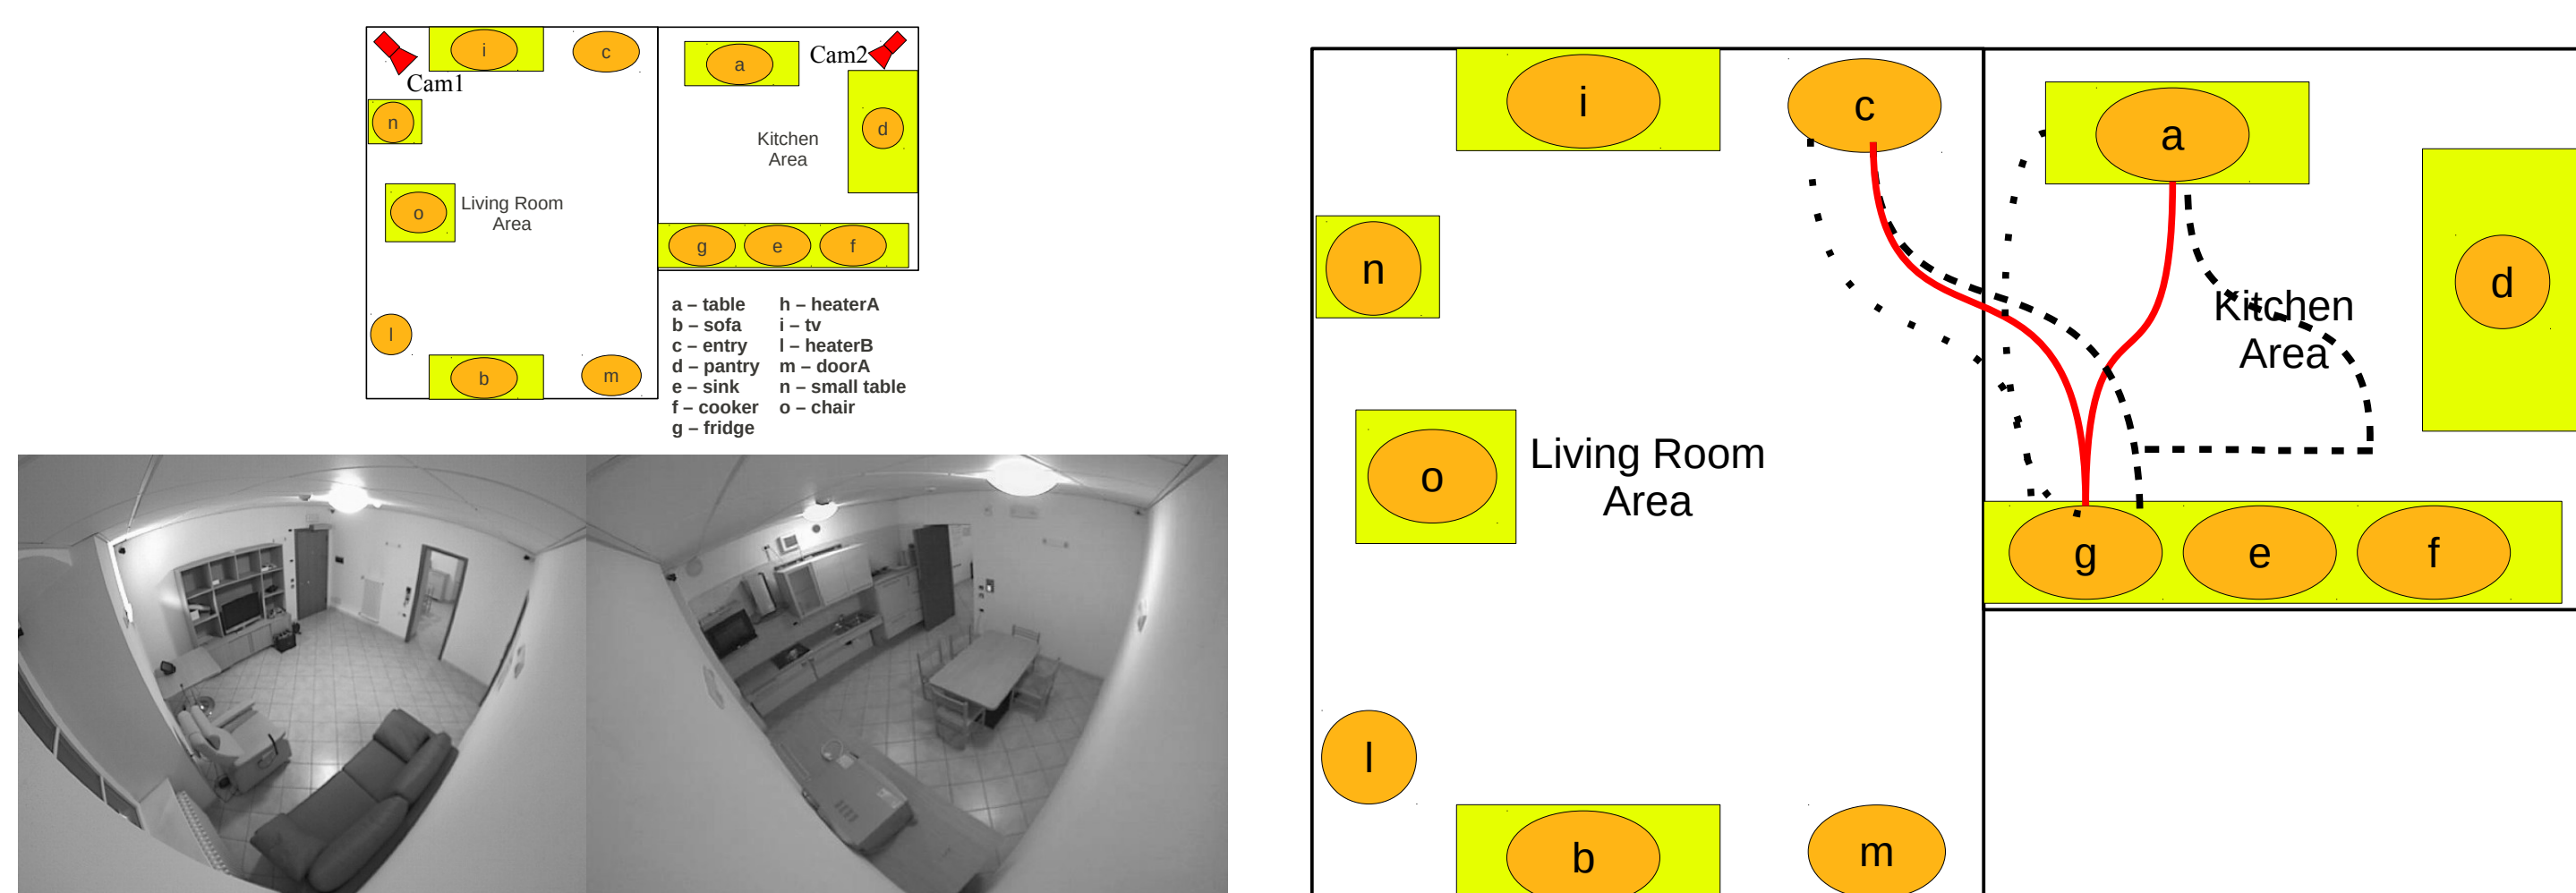 i
c
a
Cam2
Cam1
n
d
Kitchen
Area
o
Living Room
Area
g
e
f
l
b
m
a – table
b – sofa
c – entry
d – pantry
e – sink
f – cooker
g – fridge
h – heaterA
i – tv
l – heaterB
m – doorA
n – small table
o – chair
i
c
a
n
d
Kitchen
Area
o
Living Room
Area
g
e
f
l
b
m